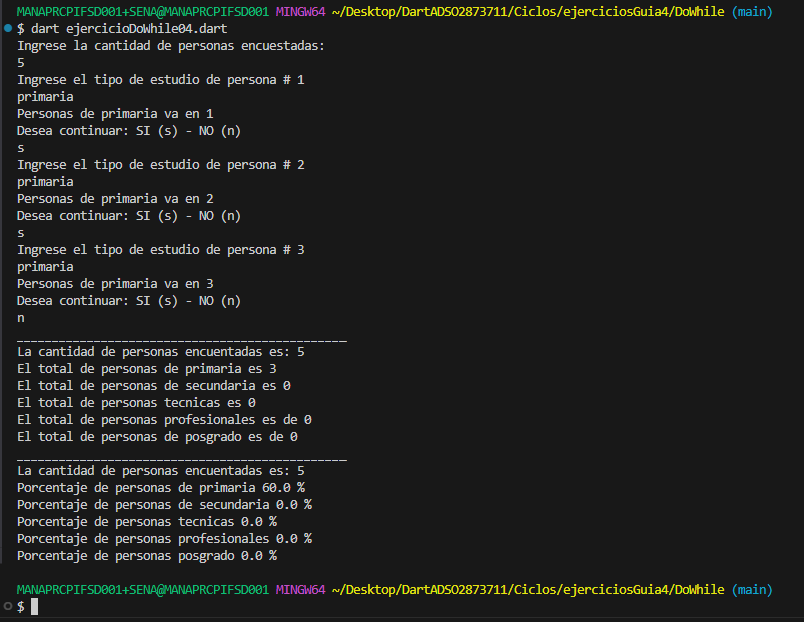 MANAPRCPIFSD001+SENA@MANAPRCPIFSD001 MINGW64 ~/Desktop/DartADSO2873711/Ciclos/ejerciciosGuia4/DoWhile (main)
$ dart ejercicioDoWhile04.dart
Ingrese la cantidad de personas encuestadas:
5
Ingrese el tipo de estudio de persona # 1
primaria
Personas de primaria va en 1
Desea continuar: SI (s) - NO (n)
s
Ingrese el tipo de estudio de persona # 2
primaria
Personas de primaria va en 2
Desea continuar: SI (s) - NO (n)
s
Ingrese el tipo de estudio de persona # 3
primaria
Personas de primaria va en 3
Desea continuar: SI (s) - NO (n)
n
_______________________________________________
La cantidad de personas encuentadas es: 5
El total de personas de primaria es 3
El total de personas de secundaria es 0
El total de personas tecnicas es 0
El total de personas profesionales es de 0
El total de personas de posgrado es de 0
_______________________________________________
La cantidad de personas encuentadas es: 5
Porcentaje de personas de primaria 60.0 %
Porcentaje de personas de secundaria 0.0 %
Porcentaje de personas tecnicas 0.0 %
Porcentaje de personas profesionales 0.0 %
Porcentaje de personas posgrado 0.0 %
MANAPRCPIFSD001+SENA@MANAPRCPIFSD001 MINGW64 ~/Desktop/DartADSO2873711/Ciclos/ejerciciosGuia4/DoWhile (main)
$